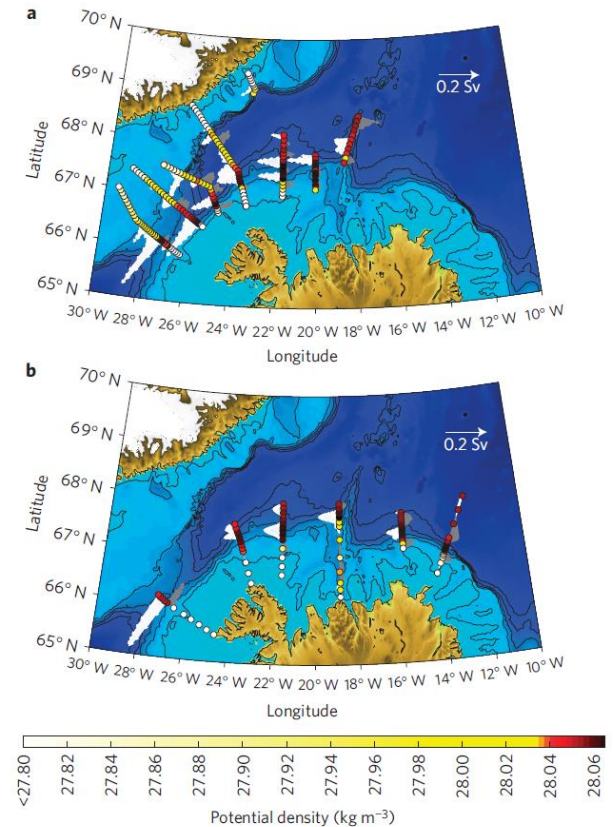 a
70° N
69° N
68° N
67° N
66° N
65° N
Latitude
0.2 Sv
30° W 28° W 26° W 24° W 22° W 20° W 18° W 16° W 14° W 12° W 10° W
Longitude
b
70° N
69° N
68° N
67° N
66° N
65° N
Latitude
0.2 Sv
30° W 28° W 26° W 24° W 22° W 20° W 18° W 16° W 14° W 12° W 10° W
Longitude
<27.80 27.82 27.84 27.86 27.88 27.90 27.92 27.94 27.96 27.98 28.00 28.02 28.04 28.06
Potential density (kg m⁻³)